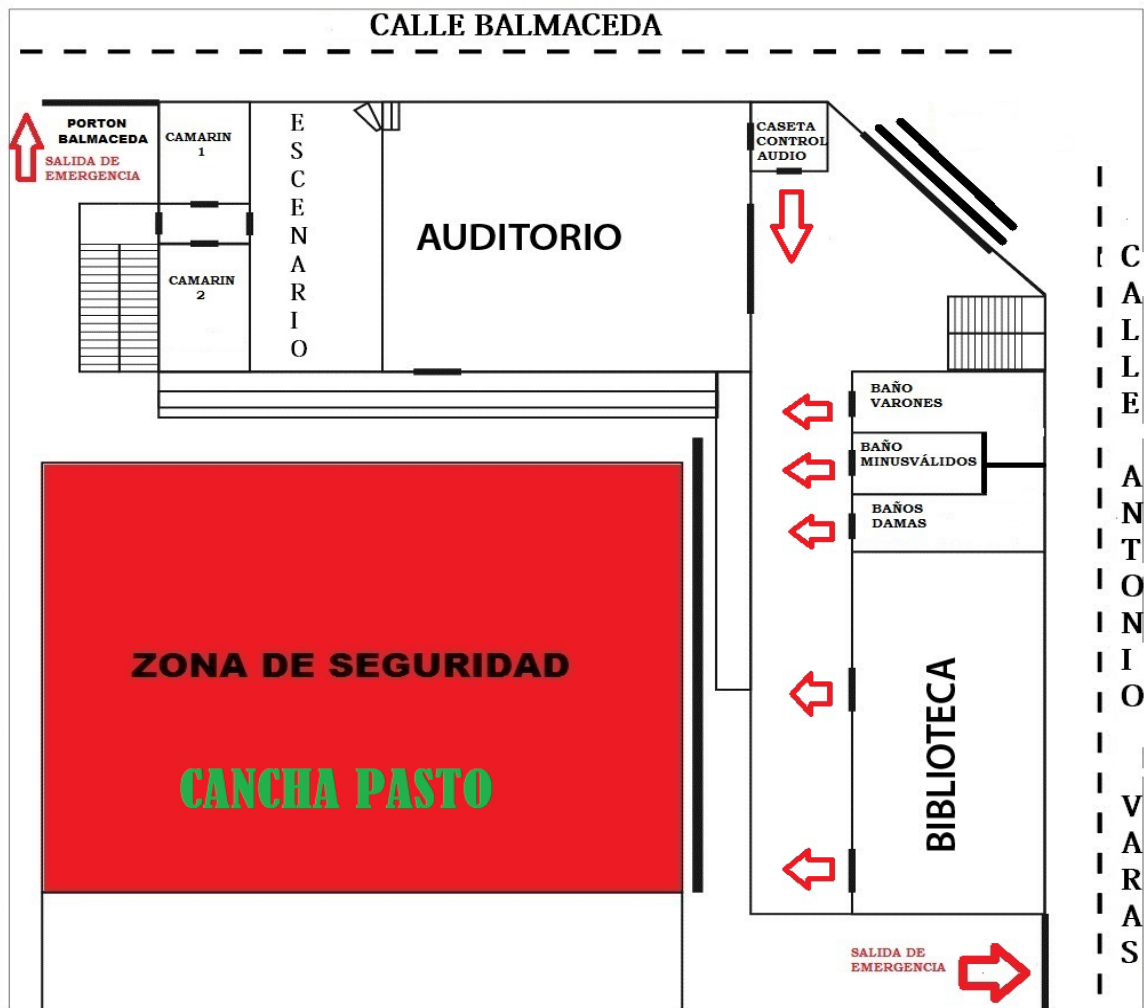 CALLE BALMACEDA
PORTON
BALMACEDA
SALIDA DE
EMERGENCIA
CAMARIN
1
CAMARIN
2
ESCENARIO
AUDITORIO
CASETA
CONTROL
AUDIO
CALLE ANTONIO VARAS
BAÑO
VARONES
BAÑO
MINUSVÁLIDOS
BAÑOS
DAMAS
ZONA DE SEGURIDAD
CANCHA PASTO
BIBLIOTECA
SALIDA DE
EMERGENCIA